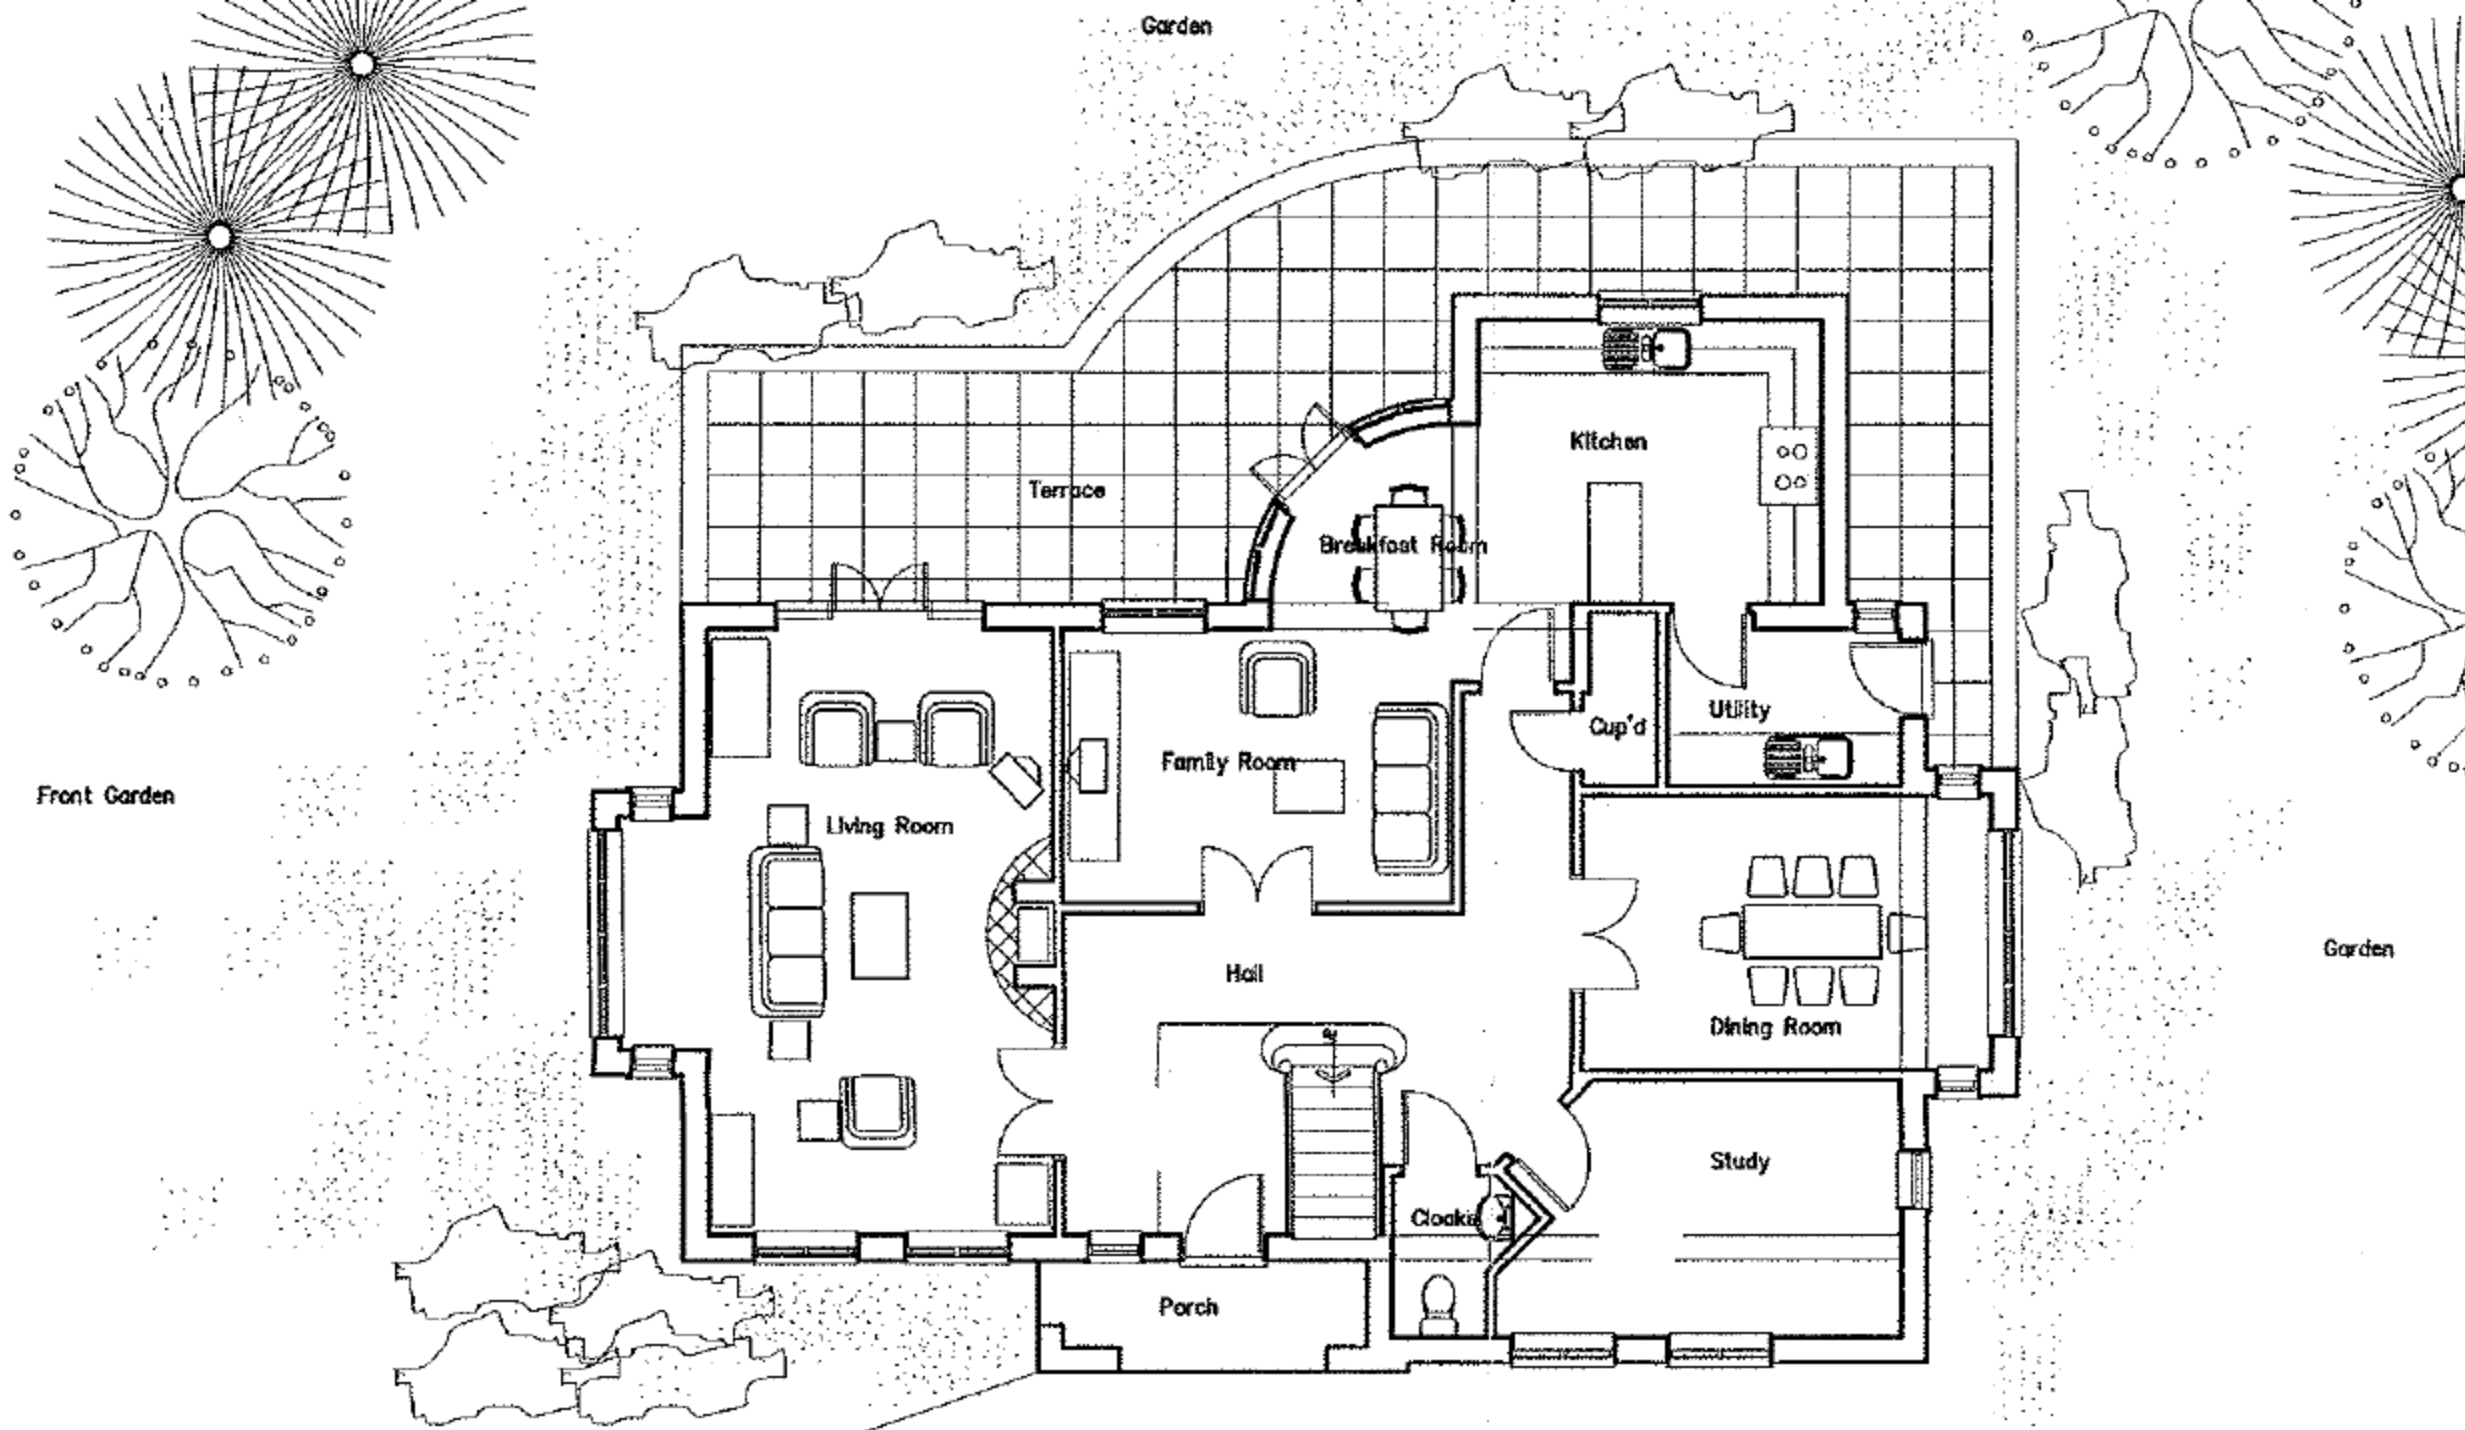 Garden
Kitchen
Terrace
Breakfast Room
Utility
Cup'd
Family Room
Front Garden
Living Room
Garden
Hall
Dining Room
Study
Cloaks
Porch